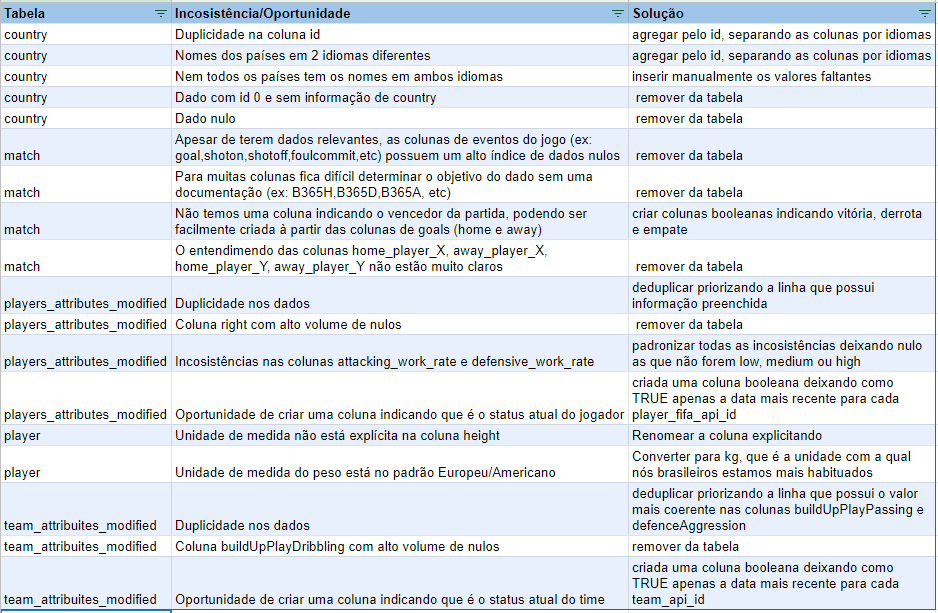 Tabela Incosistência/Oportunidade Solução
country Duplicidade na coluna id agregar pelo id, separando as colunas por idiomas
country Nomes dos países em 2 idiomas diferentes agregar pelo id, separando as colunas por idiomas
country Nem todos os países tem os nomes em ambos idiomas inserir manualmente os valores faltantes
country Dado com id 0 e sem informação de country remover da tabela
country Dado nulo remover da tabela
Apesar de terem dados relevantes, as colunas de eventos do jogo (ex:
match goal,shoton,shotoff,foulcommit,etc) possuem um alto índice de dados nulos remover da tabela
Para muitas colunas fica difícil determinar o objetivo do dado sem uma
match documentação (ex: B365H,B365D,B365A, etc) remover da tabela
Não temos uma coluna indicando o vencedor da partida, podendo ser criar colunas booleanas indicando vitória, derrota
match facilmente criada à partir das colunas de goals (home e away) e empate
O entendimendo das colunas home_player_X, away_player_X,
match home_player_Y, away_player_Y não estão muito claros remover da tabela
deduplicar priorizando a linha que possui
players_attributes_modified Duplicidade nos dados informação preenchida
players_attributes_modified Coluna right com alto volume de nulos remover da tabela
padronizar todas as incosistências deixando nulo
players_attributes_modified Incosistências nas colunas attacking_work_rate e defensive_work_rate as que não forem low, medium ou high
criada uma coluna booleana deixando como
TRUE apenas a data mais recente para cada
players_attributes_modified Oportunidade de criar uma coluna indicando que é o status atual do jogador player_fifa_api_id
player Unidade de medida não está explícita na coluna height Renomear a coluna explicitando
Converter para kg, que é a unidade com a qual
player Unidade de medida do peso está no padrão Europeu/Americano nós brasileiros estamos mais habituados
deduplicar priorizando a linha que possui o valor
mais coerente nas colunas buildUpPlayPassing e
team_attribuites_modified Duplicidade nos dados defenceAggression
team_attribuites_modified Coluna buildUpPlayDribbling com alto volume de nulos remover da tabela
criada uma coluna booleana deixando como
TRUE apenas a data mais recente para cada
team_attribuites_modified Oportunidade de criar uma coluna indicando que é o status atual do time team_api_id